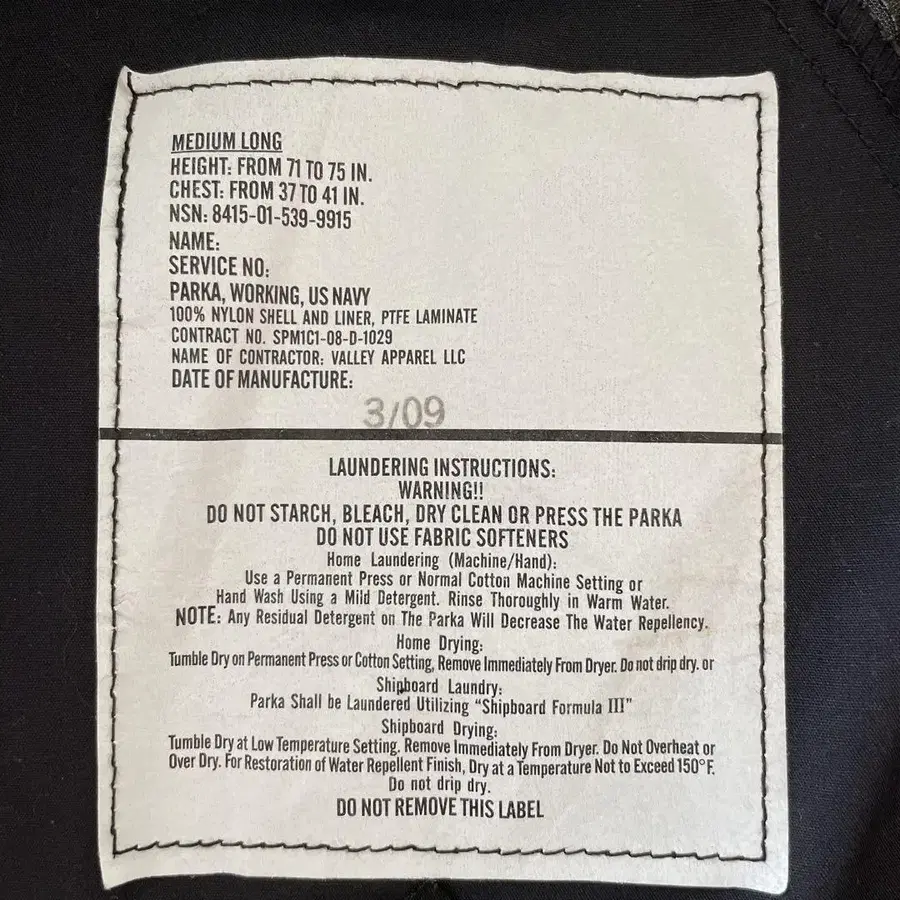 MEDIUM LONG
HEIGHT: FROM 71 TO 75 IN.
CHEST: FROM 37 TO 41 IN.
NSN: 8415-01-539-9915
NAME:
SERVICE NO:
PARKA, WORKING, US NAVY
100% NYLON SHELL AND LINER, PTFE LAMINATE
CONTRACT NO. SPM1C1-08-D-1029
NAME OF CONTRACTOR: VALLEY APPAREL LLC
DATE OF MANUFACTURE:
3/09
LAUNDERING INSTRUCTIONS:
WARNING!!
DO NOT STARCH, BLEACH, DRY CLEAN OR PRESS THE PARKA
DO NOT USE FABRIC SOFTENERS
Home Laundering (Machine/Hand):
Use a Permanent Press or Normal Cotton Machine Setting or
Hand Wash Using a Mild Detergent. Rinse Thoroughly in Warm Water.
NOTE: Any Residual Detergent on The Parka Will Decrease The Water Repellency.
Home Drying:
Tumble Dry on Permanent Press or Cotton Setting, Remove Immediately From Dryer. Do not drip dry. or
Shipboard Laundry:
Parka Shall be Laundered Utilizing "Shipboard Formula III"
Shipboard Drying:
Tumble Dry at Low Temperature Setting. Remove Immediately From Dryer. Do Not Overheat or
Over Dry. For Restoration of Water Repellent Finish, Dry at a Temperature Not to Exceed 150°F.
Do not drip dry.
DO NOT REMOVE THIS LABEL